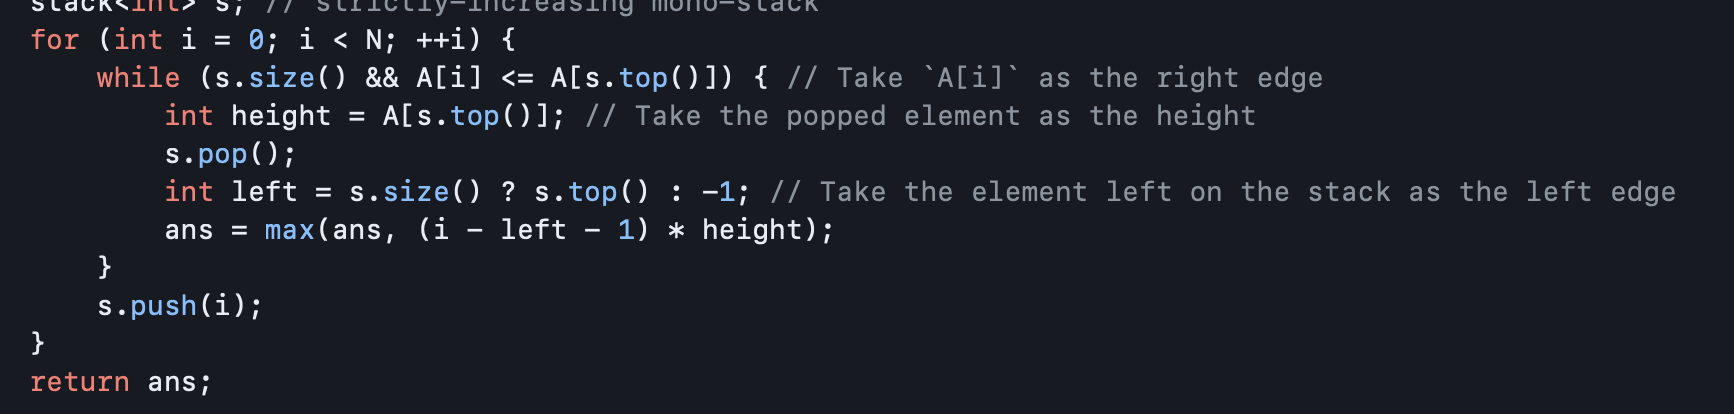 stack<int> s; // strictly-increasing mono-stack
for (int i = 0; i < N; ++i) {
    while (s.size() && A[i] <= A[s.top()]) { // Take `A[i]` as the right edge
        int height = A[s.top()]; // Take the popped element as the height
        s.pop();
        int left = s.size() ? s.top() : -1; // Take the element left on the stack as the left edge
        ans = max(ans, (i - left - 1) * height);
    }
    s.push(i);
}
return ans;